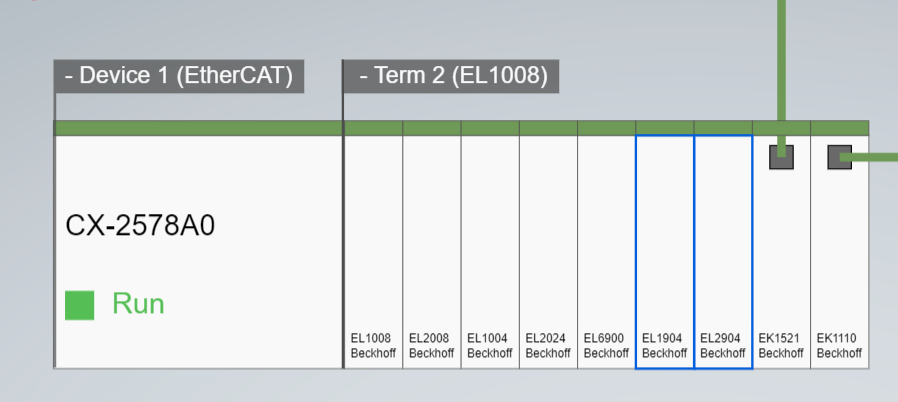 - Device 1 (EtherCAT)
- Term 2 (EL1008)
CX-2578A0
Run
EL1008
Beckhoff
EL2008
Beckhoff
EL1004
Beckhoff
EL2024
Beckhoff
EL6900
Beckhoff
EL1904
Beckhoff
EL2904
Beckhoff
EK1521
Beckhoff
EK1110
Beckhoff